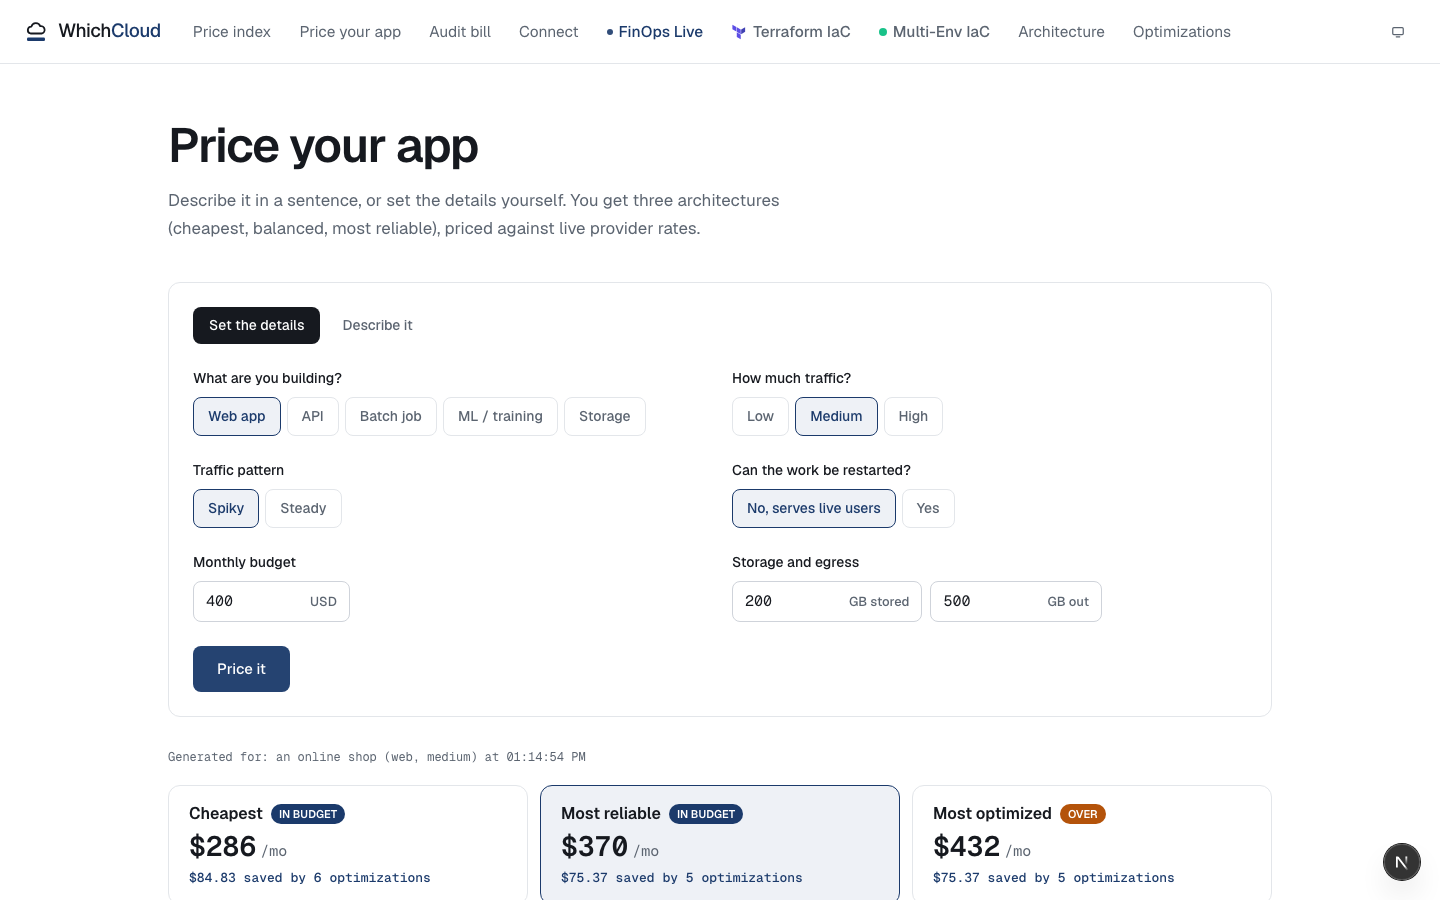 WhichCloud
Price index
Price your app
Audit bill
Connect
FinOps Live
Terraform IaC
Multi-Env IaC
Architecture
Optimizations
Price your app
Describe it in a sentence, or set the details yourself. You get three architectures
(cheapest, balanced, most reliable), priced against live provider rates.
Set the details
Describe it
What are you building?
Web app
API
Batch job
ML / training
Storage
How much traffic?
Low
Medium
High
Traffic pattern
Spiky
Steady
Can the work be restarted?
No, serves live users
Yes
Monthly budget
400 USD
Storage and egress
200 GB stored
500 GB out
Price it
Generated for: an online shop (web, medium) at 01:14:54 PM
Cheapest IN BUDGET
$286 /mo
$84.83 saved by 6 optimizations
Most reliable IN BUDGET
$370 /mo
$75.37 saved by 5 optimizations
Most optimized OVER
$432 /mo
$75.37 saved by 5 optimizations
N